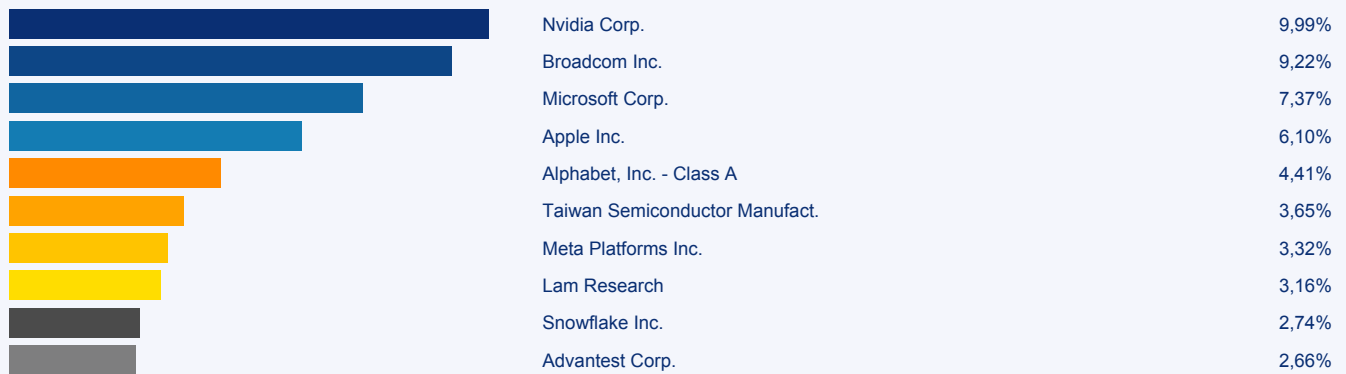 Nvidia Corp. 9,99%
Broadcom Inc. 9,22%
Microsoft Corp. 7,37%
Apple Inc. 6,10%
Alphabet, Inc. - Class A 4,41%
Taiwan Semiconductor Manufact. 3,65%
Meta Platforms Inc. 3,32%
Lam Research 3,16%
Snowflake Inc. 2,74%
Advantest Corp. 2,66%